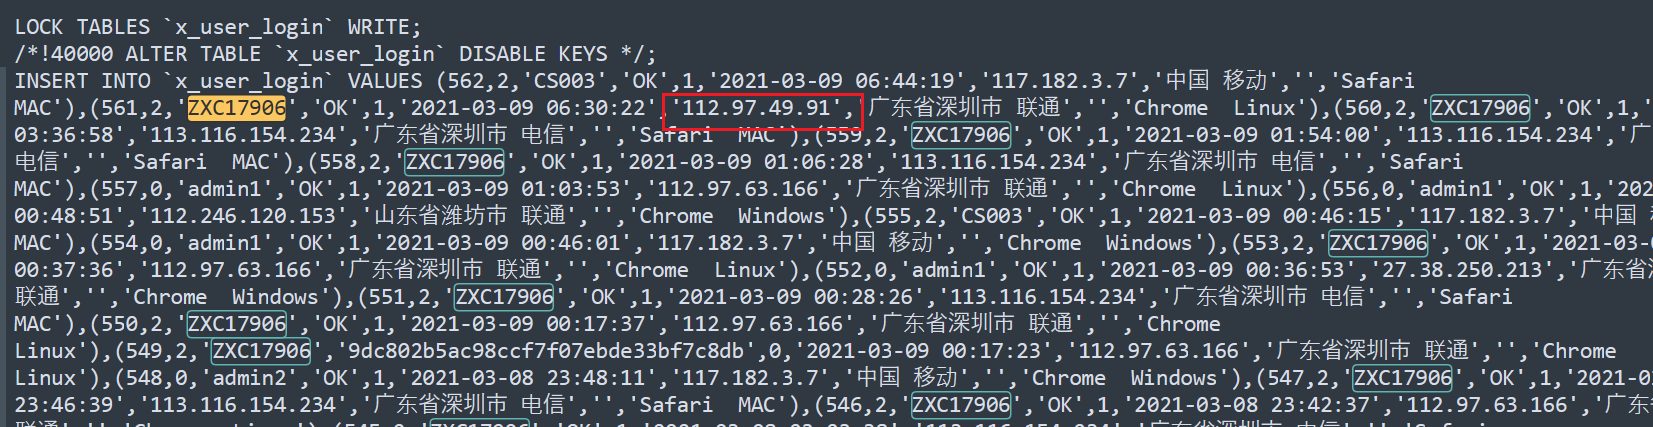 LOCK TABLES `x_user_login` WRITE;
/*!40000 ALTER TABLE `x_user_login` DISABLE KEYS */;
INSERT INTO `x_user_login` VALUES (562,2,'CS003','OK',1,'2021-03-09 06:44:19','117.182.3.7','中国 移动','','Safari
MAC'),(561,2,'ZXC17906','OK',1,'2021-03-09 06:30:22','112.97.49.91','广东省深圳市 联通','','Chrome  Linux'),(560,2,'ZXC17906','OK',1,'
03:36:58','113.116.154.234','广东省深圳市 电信','','Safari  MAC'),(559,2,'ZXC17906','OK',1,'2021-03-09 01:54:00','113.116.154.234','广
电信','','Safari  MAC'),(558,2,'ZXC17906','OK',1,'2021-03-09 01:06:28','113.116.154.234','广东省深圳市 电信','','Safari
MAC'),(557,0,'admin1','OK',1,'2021-03-09 01:03:53','112.97.63.166','广东省深圳市 联通','','Chrome  Linux'),(556,0,'admin1','OK',1,'202
00:48:51','112.246.120.153','山东省潍坊市 联通','','Chrome  Windows'),(555,2,'CS003','OK',1,'2021-03-09 00:46:15','117.182.3.7','中国
MAC'),(554,0,'admin1','OK',1,'2021-03-09 00:46:01','117.182.3.7','中国 移动','','Chrome  Windows'),(553,2,'ZXC17906','OK',1,'2021-03-
00:37:36','112.97.63.166','广东省深圳市 联通','','Chrome  Linux'),(552,0,'admin1','OK',1,'2021-03-09 00:36:53','27.38.250.213','广东省深
联通','','Chrome  Windows'),(551,2,'ZXC17906','OK',1,'2021-03-09 00:28:26','113.116.154.234','广东省深圳市 电信','','Safari
MAC'),(550,2,'ZXC17906','OK',1,'2021-03-09 00:17:37','112.97.63.166','广东省深圳市 联通','','Chrome
Linux'),(549,2,'ZXC17906','9dc802b5ac98ccf7f07ebde33bf7c8db',0,'2021-03-09 00:17:23','112.97.63.166','广东省深圳市 联通','','Chrome
Linux'),(548,0,'admin2','OK',1,'2021-03-08 23:48:11','117.182.3.7','中国 移动','','Chrome  Windows'),(547,2,'ZXC17906','OK',1,'2021-0
23:46:39','113.116.154.234','广东省深圳市 电信','','Safari  MAC'),(546,2,'ZXC17906','OK',1,'2021-03-08 23:42:37','112.97.63.166','广东